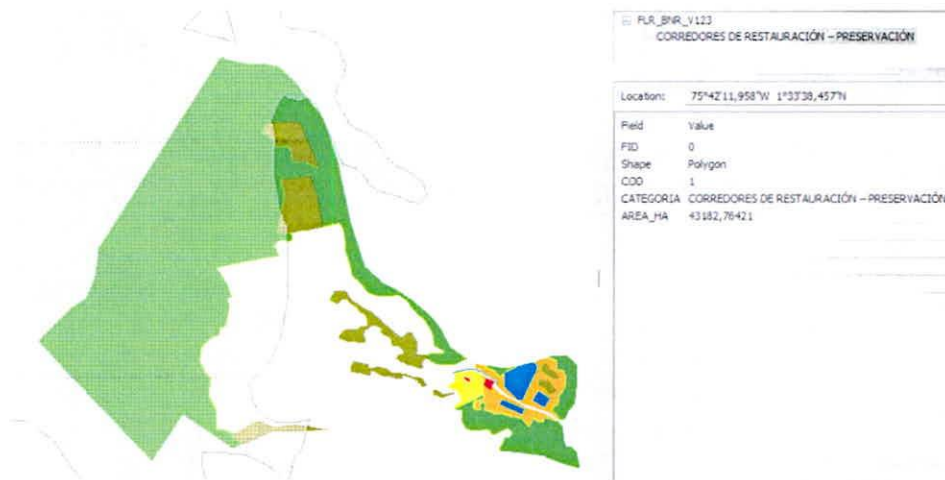 FLR_BNR_V123
CORREDORES DE RESTAURACIÓN – PRESERVACIÓN
Location: 75°42'11,958"W 1°33'38,457"N
Field Value
FID 0
Shape Polygon
COD 1
CATEGORIA CORREDORES DE RESTAURACIÓN – PRESERVACIÓN
AREA_HA 43182,76421